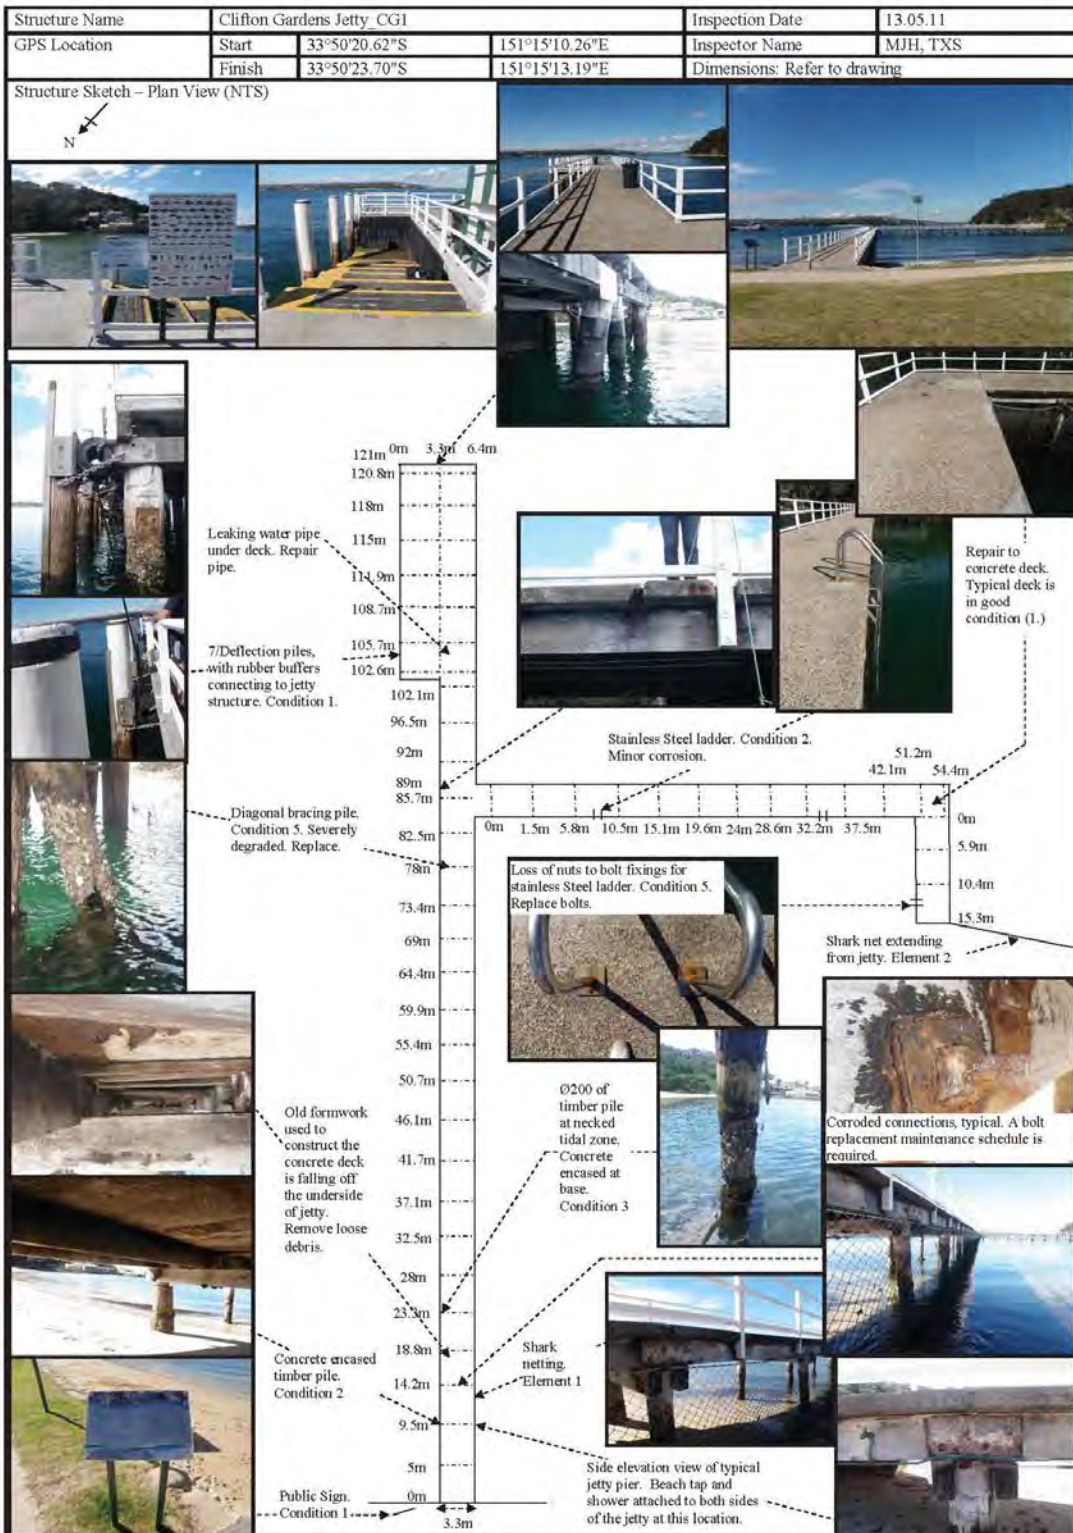 Structure Name Clifton Gardens Jetty_CG1 Inspection Date 13.05.11
GPS Location Start 33°50'20.62"S 151°15'10.26"E Inspector Name MJH, TXS
Finish 33°50'23.70"S 151°15'13.19"E Dimensions: Refer to drawing
Structure Sketch – Plan View (NTS)
N
121m 0m 3.3m 6.4m
120.8m
118m
115m
111.9m
108.7m
105.7m
102.6m
102.1m
96.5m
92m
89m
85.7m
82.5m
78m
73.4m
69m
64.4m
59.9m
55.4m
50.7m
46.1m
41.7m
37.1m
32.5m
28m
23.3m
18.8m
14.2m
9.5m
5m
0m
3.3m
Leaking water pipe
under deck. Repair
pipe.
7/Deflection piles,
with rubber buffers
connecting to jetty
structure. Condition 1.
Diagonal bracing pile.
Condition 5. Severely
degraded. Replace.
Old formwork
used to
construct the
concrete deck
is falling off
the underside
of jetty.
Remove loose
debris.
Concrete encased
timber pile.
Condition 2
Public Sign.
Condition 1
Repair to
concrete deck.
Typical deck is
in good
condition (1.)
Stainless Steel ladder. Condition 2.
Minor corrosion.
51.2m
42.1m 54.4m
0m 1.5m 5.8m 10.5m 15.1m 19.6m 24m 28.6m 32.2m 37.5m
0m
5.9m
10.4m
15.3m
Loss of nuts to bolt fixings for
stainless Steel ladder. Condition 5.
Replace bolts.
Shark net extending
from jetty. Element 2
Ø200 of
timber pile
at necked
tidal zone.
Concrete
encased at
base.
Condition 3
Corroded connections, typical. A bolt
replacement maintenance schedule is
required.
Shark
netting.
Element 1
Side elevation view of typical
jetty pier. Beach tap and
shower attached to both sides
of the jetty at this location.